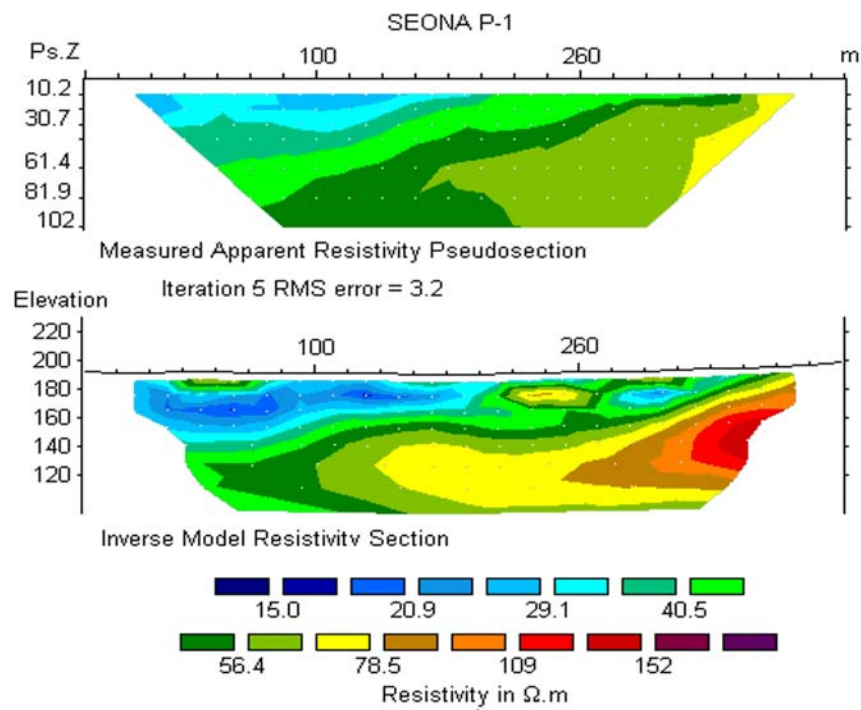 SEONA P-1
Ps.Z 100 260 m
10.2
30.7
61.4
81.9
102
Measured Apparent Resistivity Pseudosection
Iteration 5 RMS error = 3.2
Elevation
220
200 100 260
180
160
140
120
Inverse Model Resistivity Section
15.0 20.9 29.1 40.5
56.4 78.5 109 152
Resistivity in Ω.m